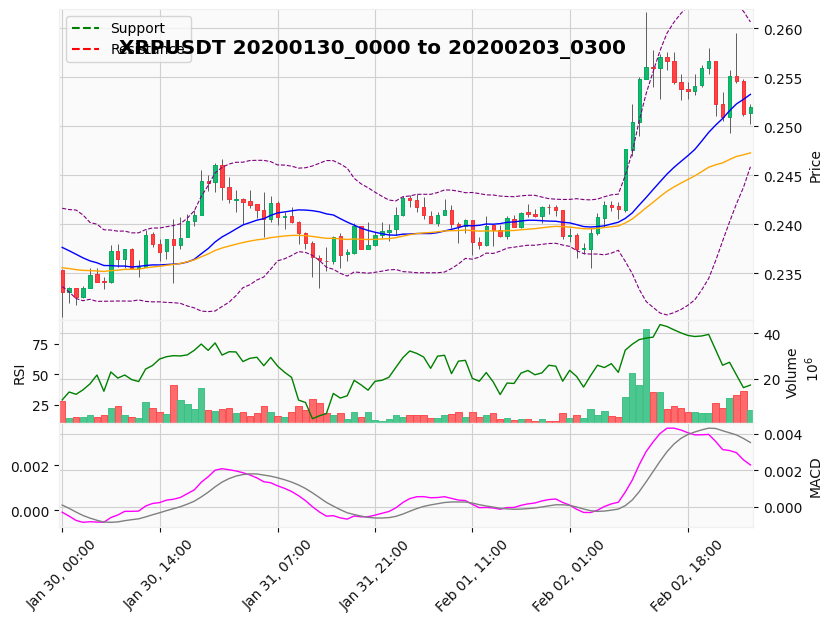 XRPUSDT 20200130_0000 to 20200203_0300
Support
Resistance
0.260
0.255
0.250
0.245
0.240
0.235
Price
75
50
25
RSI
40
20
Volume
10^6
0.002
0.000
0.004
0.002
0.000
MACD
Jan 30, 00:00
Jan 30, 14:00
Jan 31, 07:00
Jan 31, 21:00
Feb 01, 11:00
Feb 02, 01:00
Feb 02, 18:00